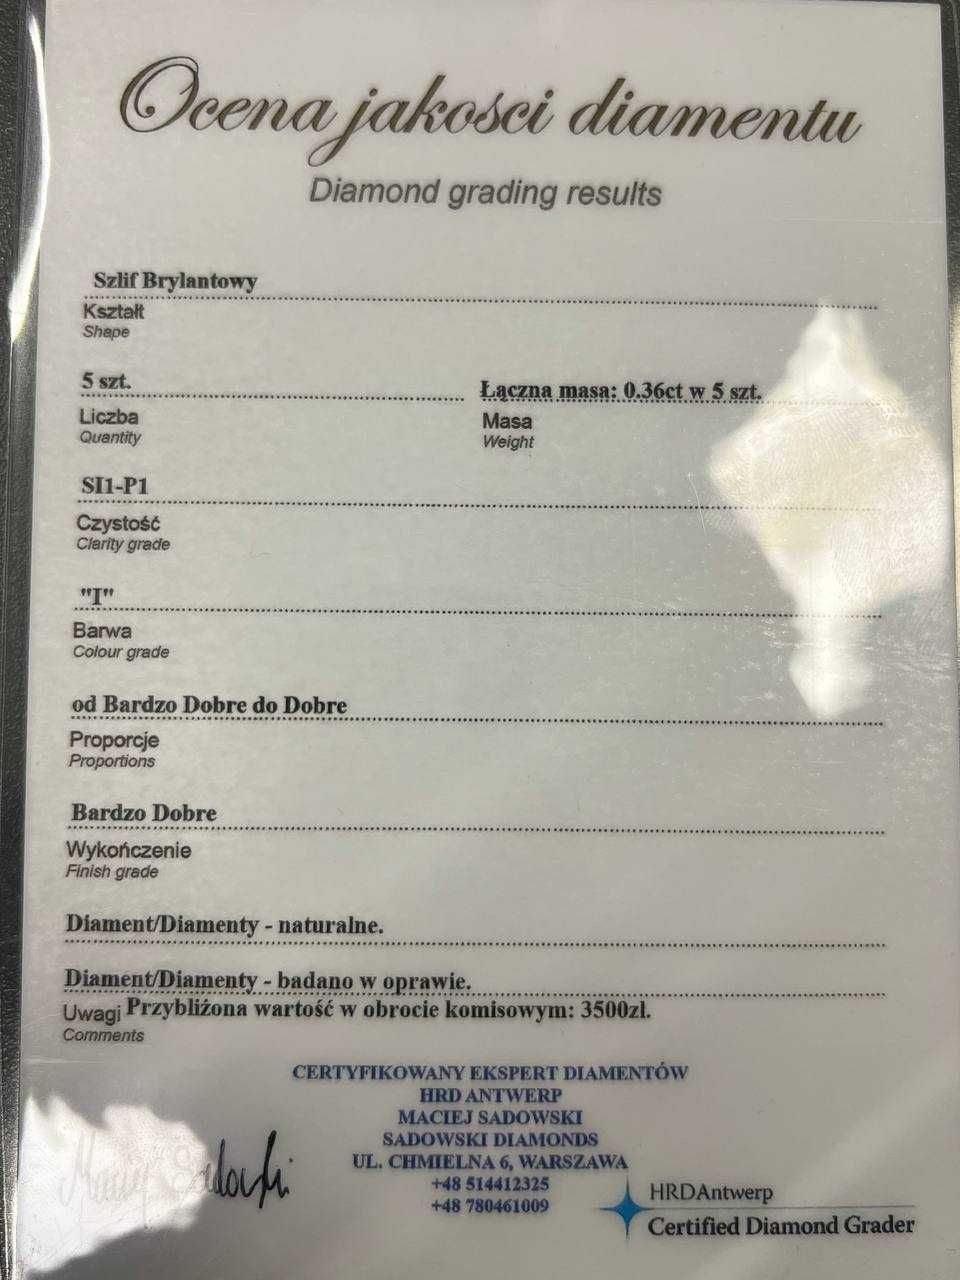 Ocena jakości diamentu
Diamond grading results
Szlif Brylantowy
Kształt
Shape
5 szt.
Łączna masa: 0.36ct w 5 szt.
Liczba
Quantity
Masa
Weight
SI1-P1
Czystość
Clarity grade
"I"
Barwa
Colour grade
od Bardzo Dobre do Dobre
Proporcje
Proportions
Bardzo Dobre
Wykończenie
Finish grade
Diament/Diamenty - naturalne.
Diament/Diamenty - badano w oprawie.
Uwagi Przybliżona wartość w obrocie komisowym: 3500zl.
Comments
CERTYFIKOWANY EKSPERT DIAMENTÓW
HRD ANTWERP
MACIEJ SADOWSKI
SADOWSKI DIAMONDS
UL. CHMIELNA 6, WARSZAWA
+48 514412325
+48 780461009
HRDAntwerp
Certified Diamond Grader